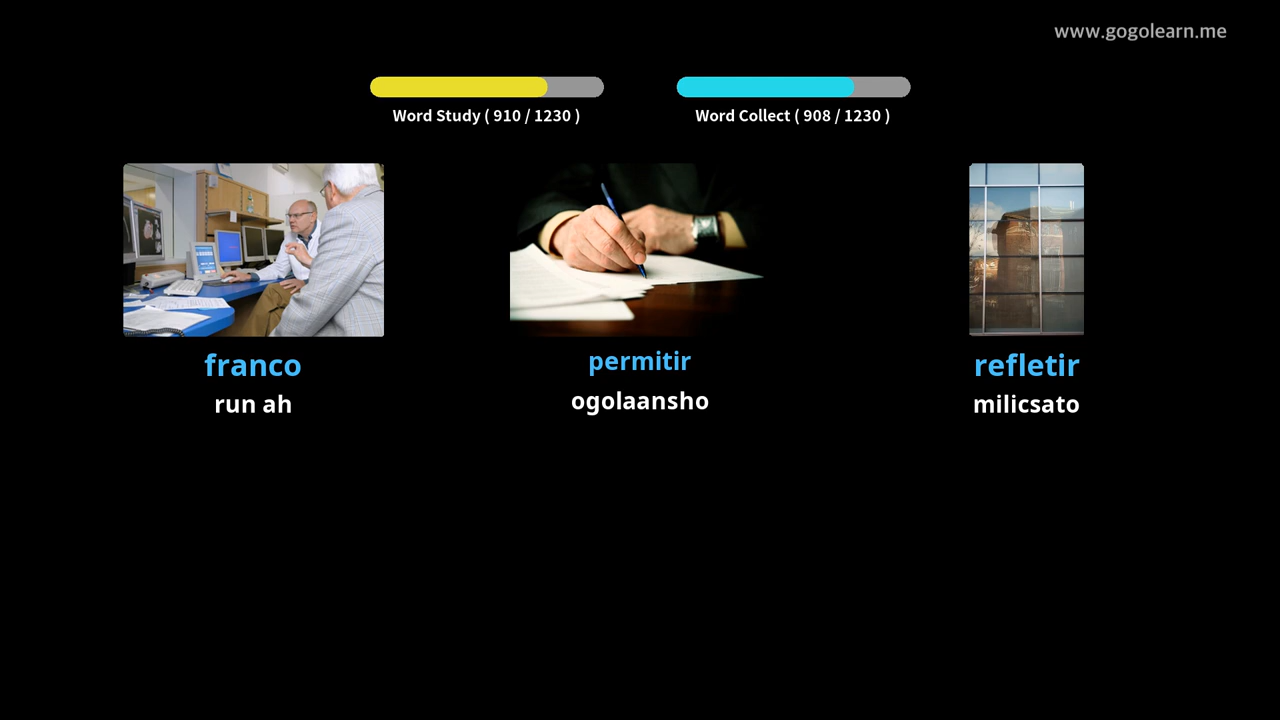 www.gogolearn.me
Word Study ( 910 / 1230 )
Word Collect ( 908 / 1230 )
franco
permitir
refletir
run ah
ogolaansho
milicsato